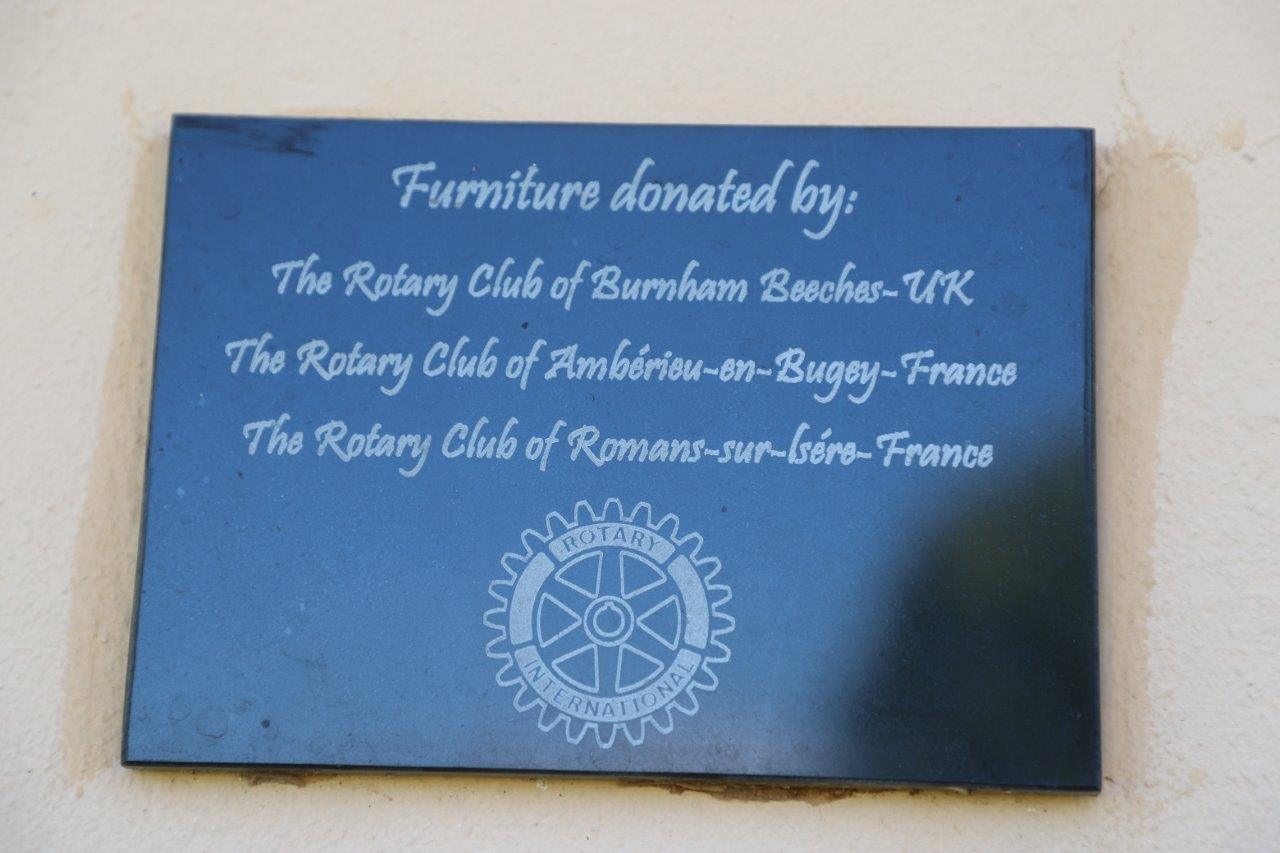 Furniture donated by:
The Rotary Club of Burnham Beeches-UK
The Rotary Club of Ambérieu-en-Bugey-France
The Rotary Club of Romans-sur-Isére-France
ROTARY
INTERNATIONAL